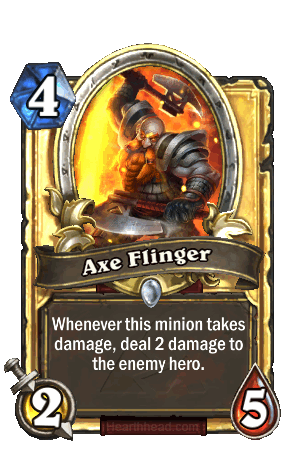 4
Axe Flinger
Whenever this minion takes
damage, deal 2 damage to
the enemy hero.
2
5
Hearthhead.com